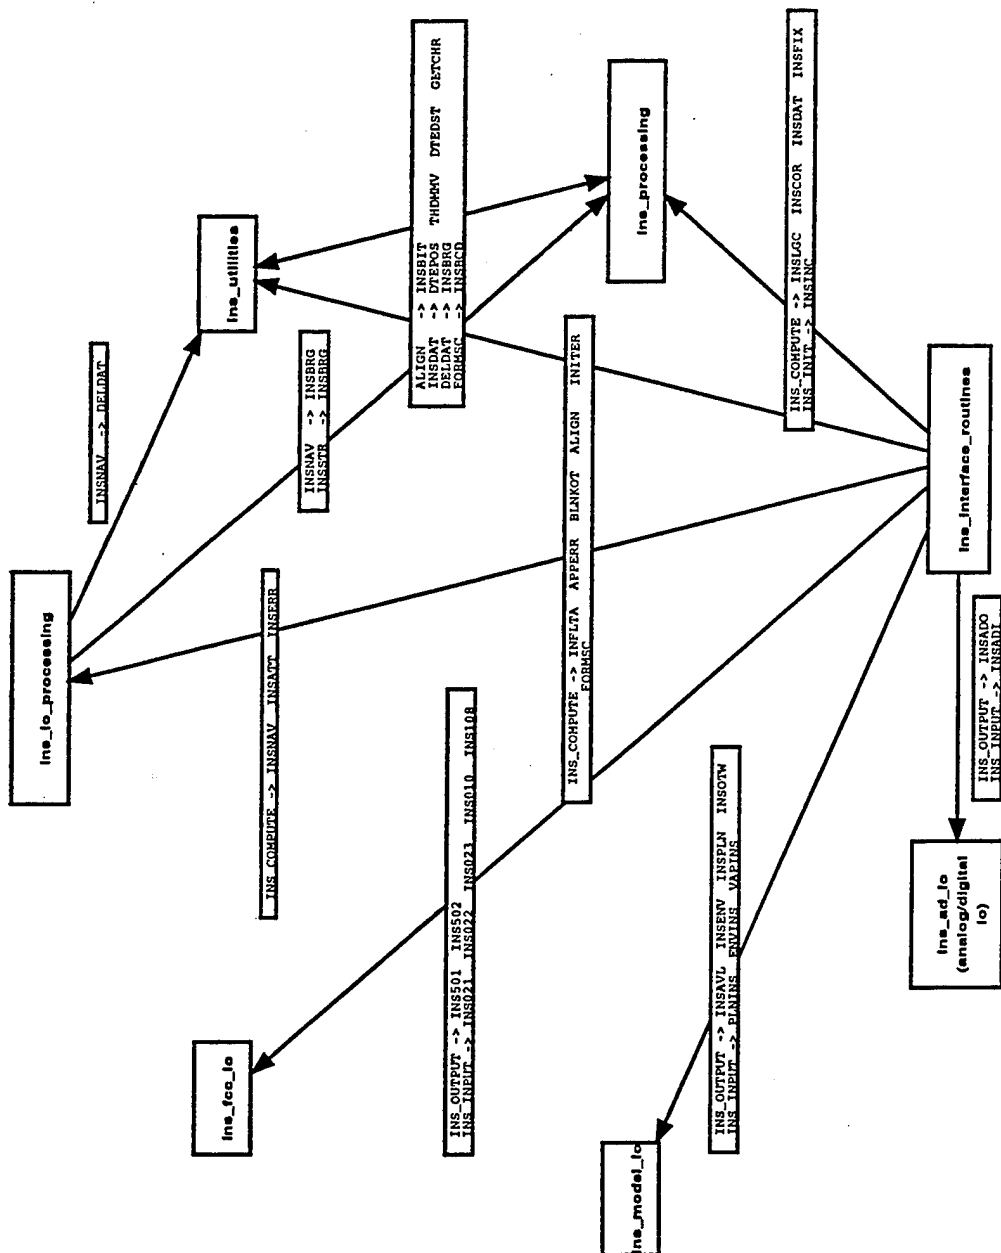 ins_io_processing
INSNAV -> DELDAT
ins_fcc_io
ins_utilities
INS_COMPUTE -> INSNAV INSATT INSERR
INSNAV -> INSBRG
INSSTR -> INSBRG
ALIGN -> INSBIT
INSDAT -> DTEPOS THDMMV DTEDST GETCHR
DELDAT -> INSBRG
FORMSC -> INSBCD
INS_OUTPUT -> INS501 INS502
INS_INPUT -> INS021 INS022 INS023 INS010 INS108
INS_COMPUTE -> INFLTA APPERR BLNKOT ALIGN INITER
FORMSC
ins_model_io
ins_processing
INS_OUTPUT -> INSAVL INSENV INSPLN INSOTW
INS_INPUT -> PLNINS ENVINS VAPINS
INS_COMPUTE -> INSLGC INSCOR INSDAT INSFIX
INS_INIT -> INSINC
ins_ad_io
(analog/digital
io)
ins_interface_routines
INS_OUTPUT -> INSADO
INS_INPUT -> INSADI